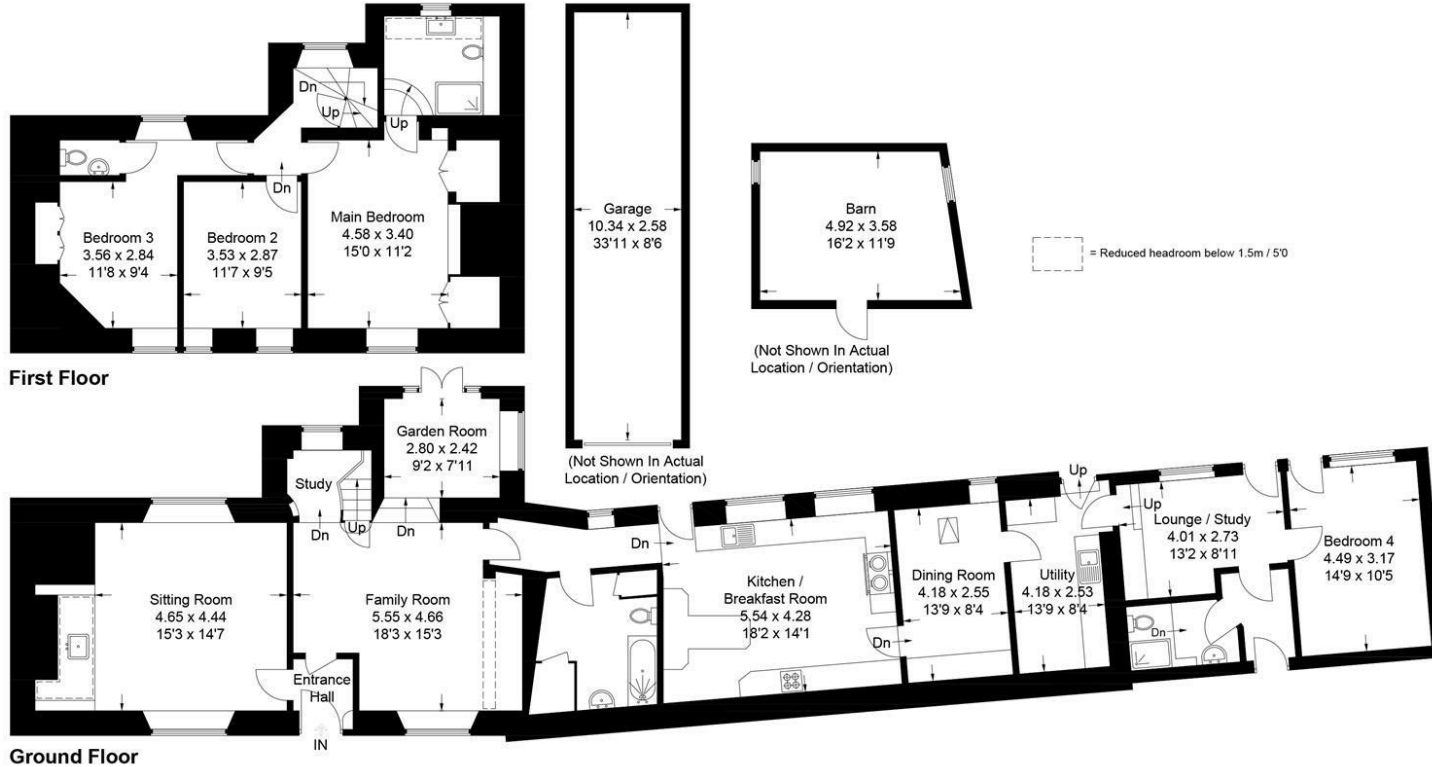 Dn
Up
Up
Dn
Bedroom 3
3.56 x 2.84
11'8 x 9'4
Bedroom 2
3.53 x 2.87
11'7 x 9'5
Main Bedroom
4.58 x 3.40
15'0 x 11'2
First Floor
Garage
10.34 x 2.58
33'11 x 8'6
(Not Shown In Actual
Location / Orientation)
Barn
4.92 x 3.58
16'2 x 11'9
(Not Shown In Actual
Location / Orientation)
= Reduced headroom below 1.5m / 5'0
Garden Room
2.80 x 2.42
9'2 x 7'11
Study
Dn
Up
Dn
Sitting Room
4.65 x 4.44
15'3 x 14'7
Family Room
5.55 x 4.66
18'3 x 15'3
Entrance
Hall
IN
Dn
Kitchen /
Breakfast Room
5.54 x 4.28
18'2 x 14'1
Dn
Dining Room
4.18 x 2.55
13'9 x 8'4
Utility
4.18 x 2.53
13'9 x 8'4
Up
Up
Lounge / Study
4.01 x 2.73
13'2 x 8'11
Dn
Bedroom 4
4.49 x 3.17
14'9 x 10'5
Ground Floor